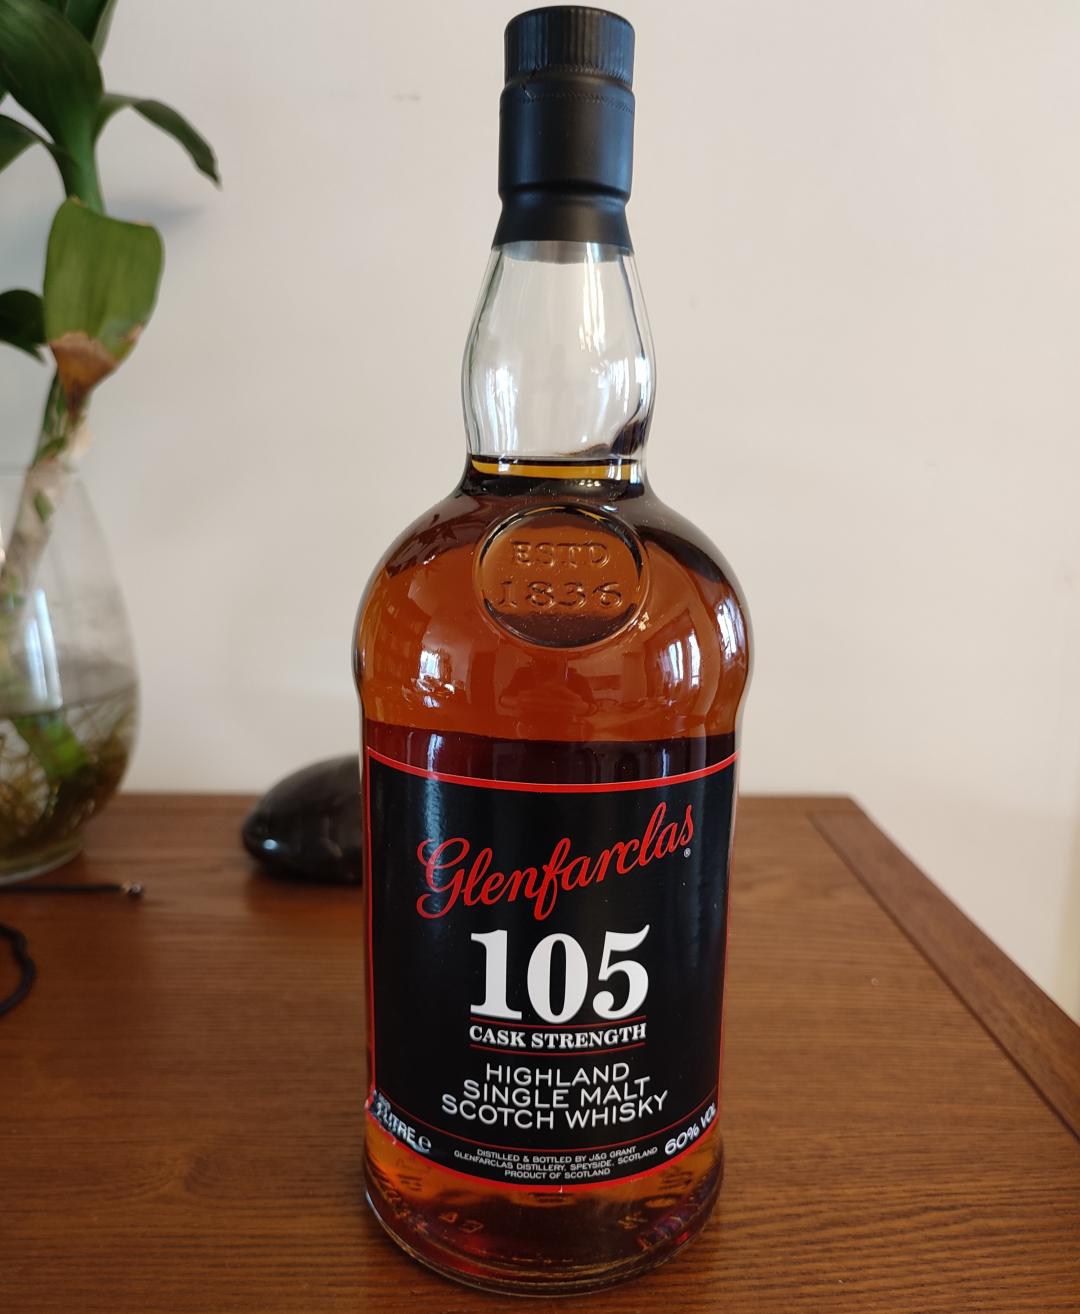 ESTD
1836
Glenfarclas®
105
CASK STRENGTH
HIGHLAND
SINGLE MALT
SCOTCH WHISKY
LITRE ℮
60% VOL
DISTILLED & BOTTLED BY J&G GRANT
GLENFARCLAS DISTILLERY, SPEYSIDE, SCOTLAND
PRODUCT OF SCOTLAND